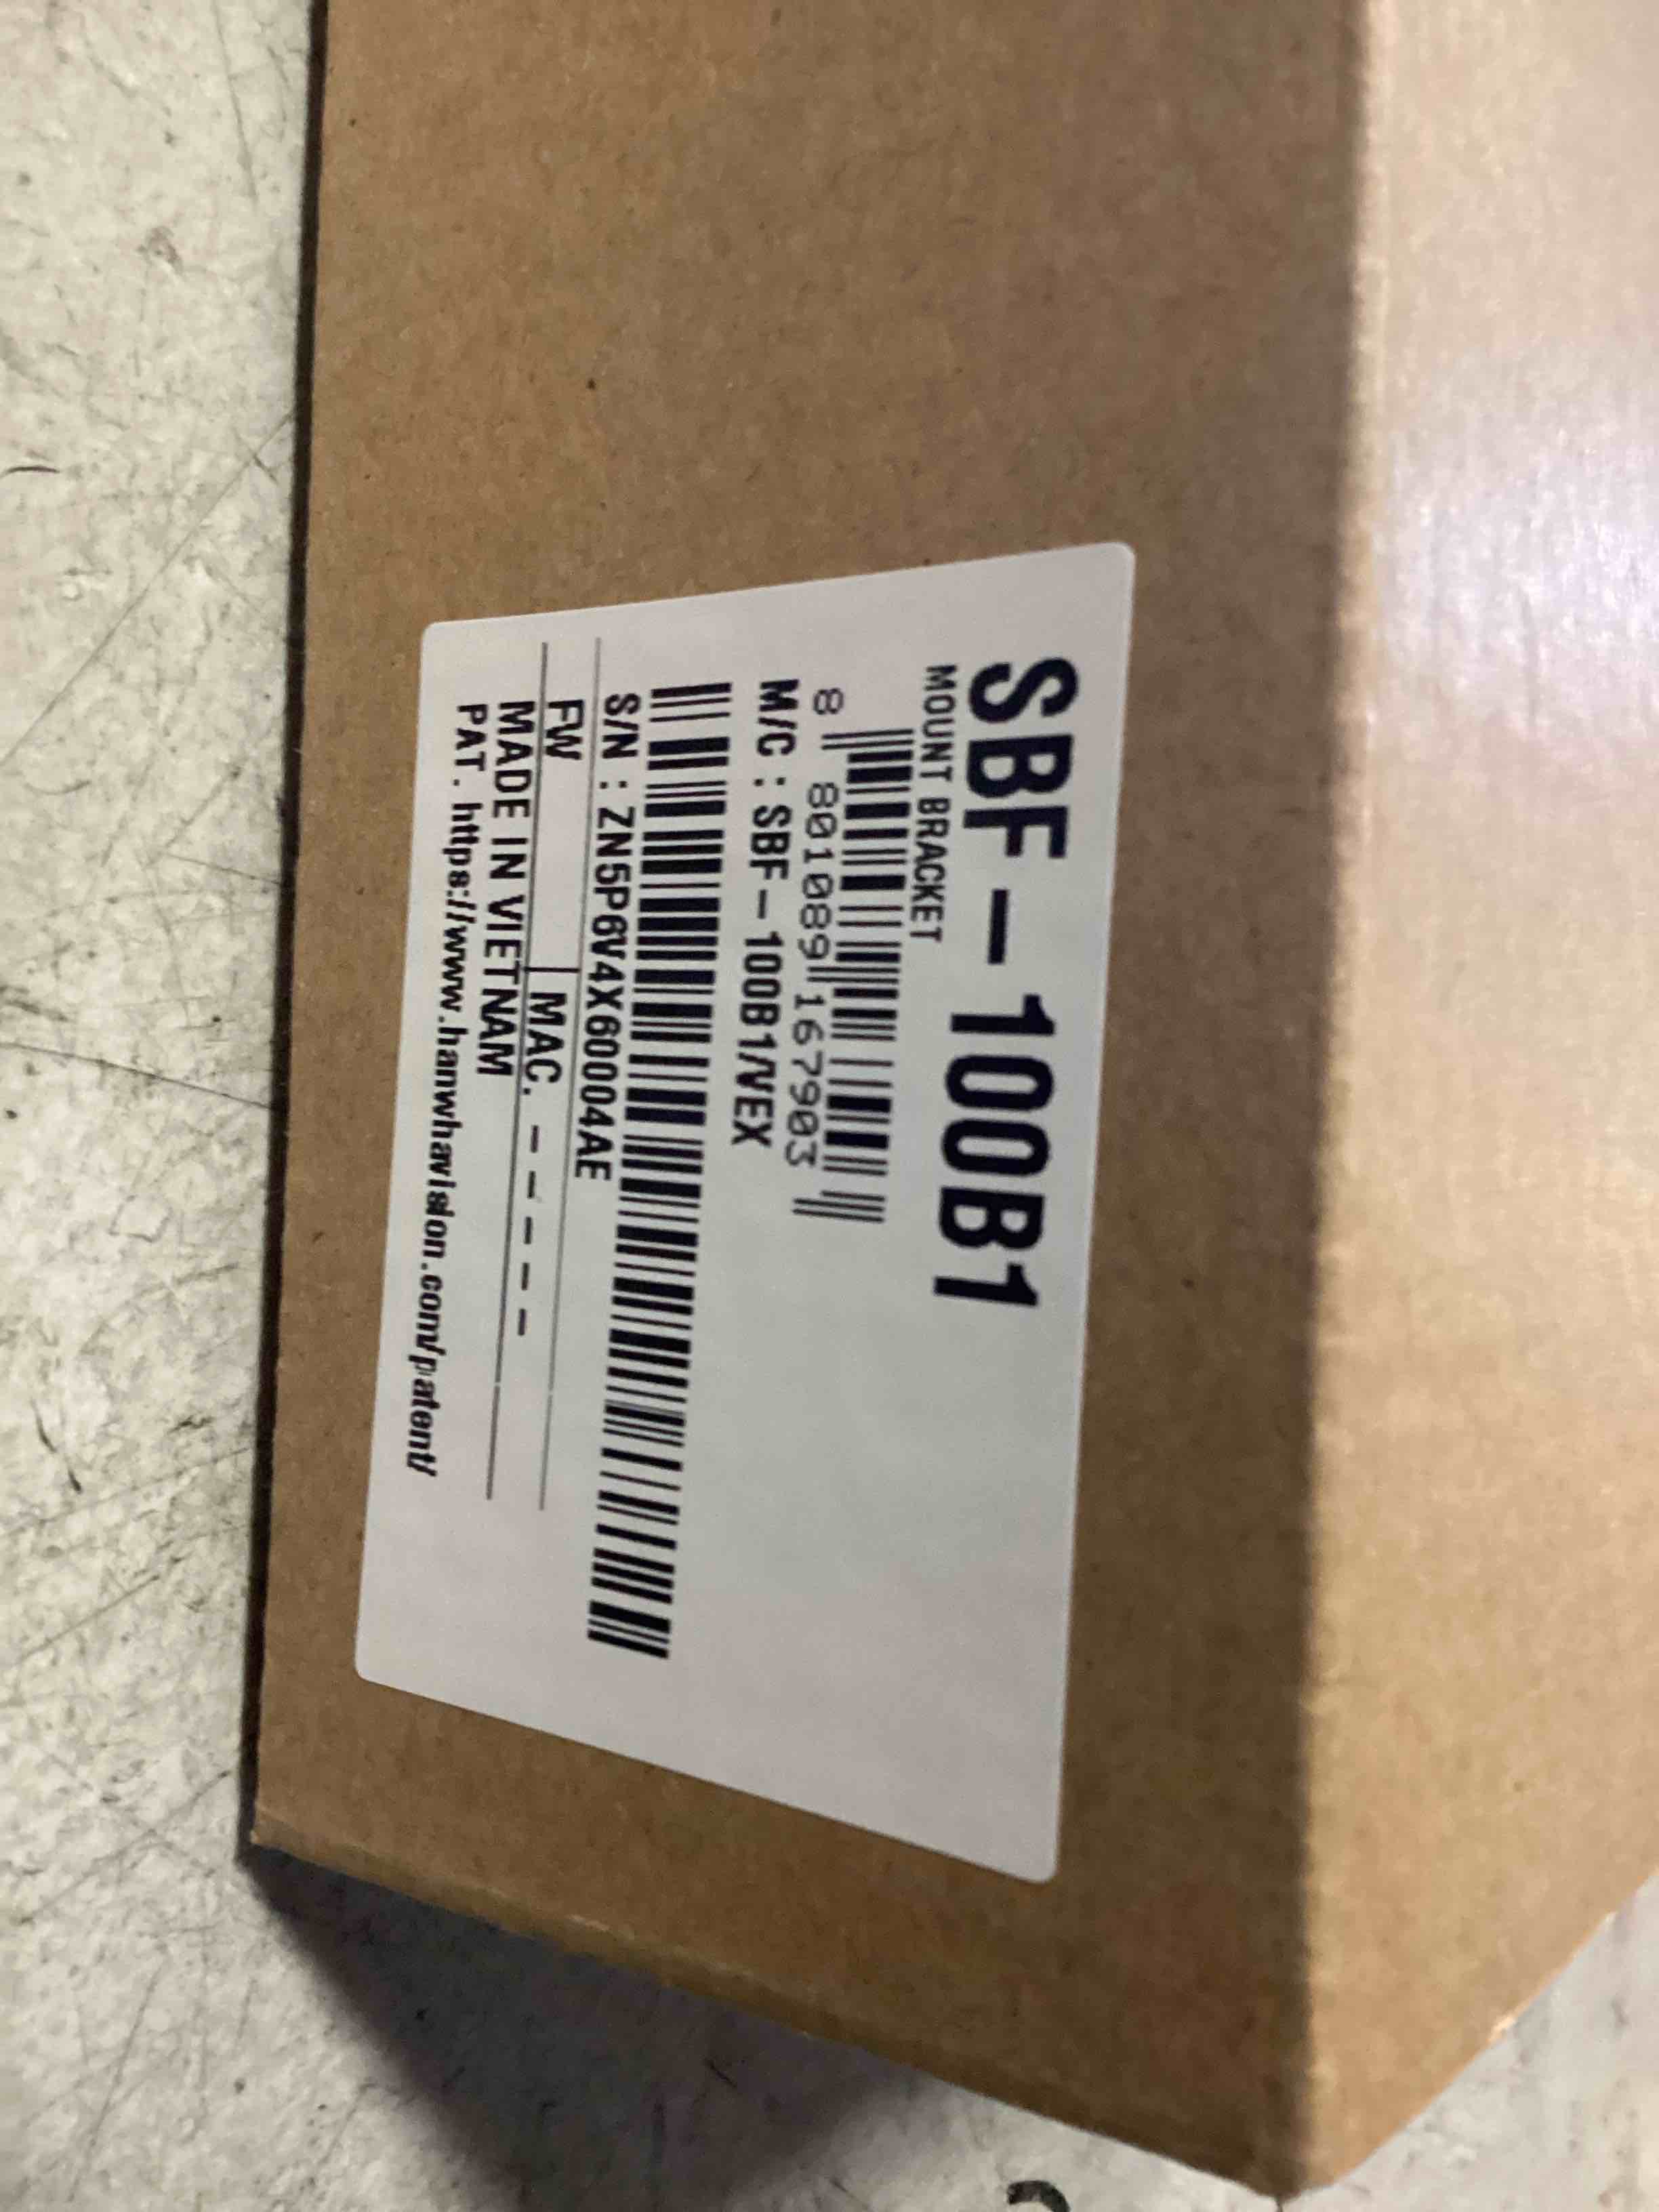 SBF-100B1
MOUNT BRACKET
8 801089 167903
M/C : SBF-100B1/VEX
S/N : ZN5P6V4X60004AE
FW MAC. - - - - -
MADE IN VIETNAM
PAT. https://www.hanwhavision.com/patent/